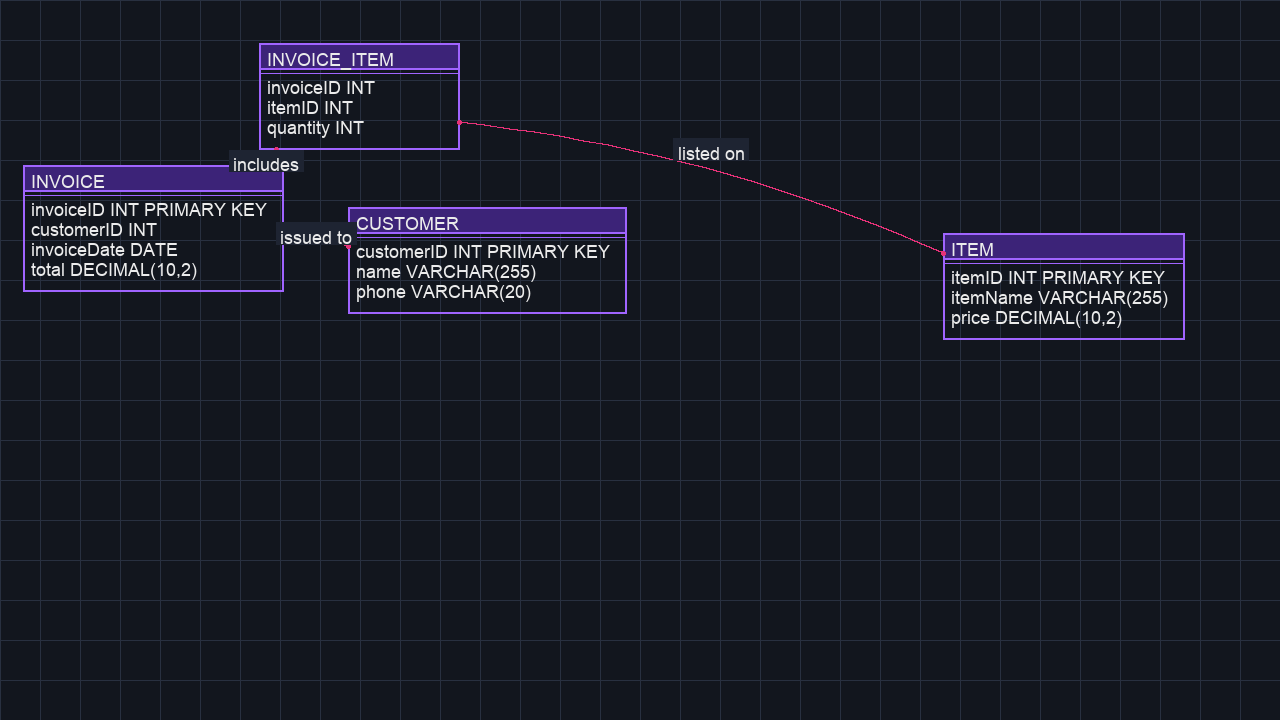 INVOICE_ITEM
invoiceID INT
itemID INT
quantity INT
listed on
includes
INVOICE
invoiceID INT PRIMARY KEY
customerID INT
invoiceDate DATE
total DECIMAL(10,2)
issued to
CUSTOMER
customerID INT PRIMARY KEY
name VARCHAR(255)
phone VARCHAR(20)
ITEM
itemID INT PRIMARY KEY
itemName VARCHAR(255)
price DECIMAL(10,2)